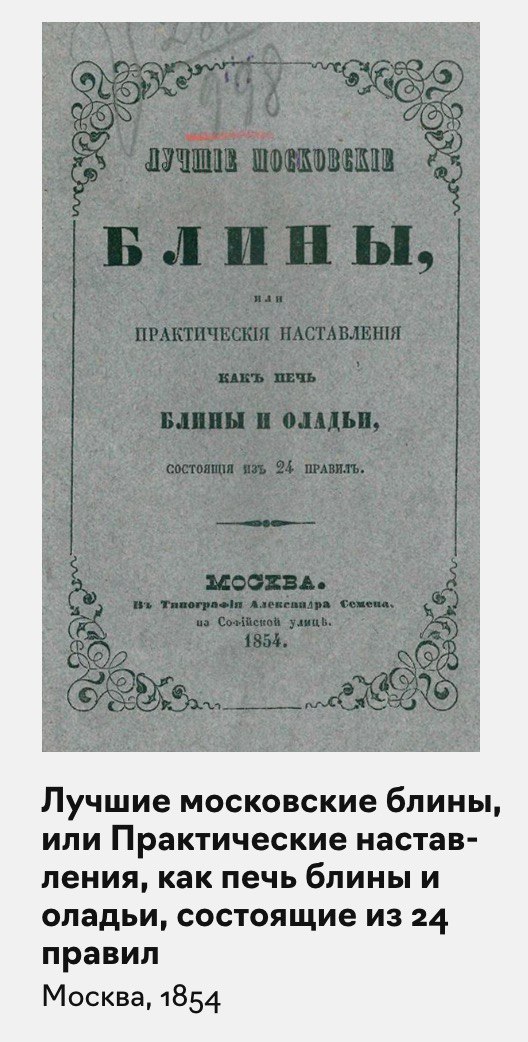 998
ЛУЧШІЕ МОСКОВСКІЕ
БЛИНЫ,
ИЛИ
ПРАКТИЧЕСКІЯ НАСТАВЛЕНІЯ
КАКЪ ПЕЧЬ
БЛИНЫ И ОЛАДЬИ,
СОСТОЯЩІЯ ИЗЪ 24 ПРАВИЛЪ.
МОСКВА.
Въ Типографіи Александра Семена.
на Софійской улицѣ.
1854.
Лучшие московские блины,
или Практические настав-
ления, как печь блины и
оладьи, состоящие из 24
правил
Москва, 1854